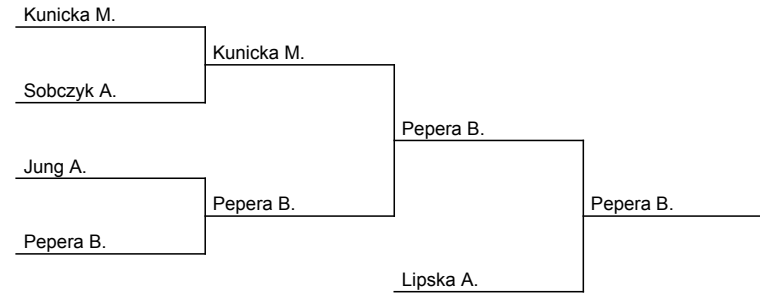 Kunicka M.
Kunicka M.
Sobczyk A.
Pepera B.
Jung A.
Pepera B.
Pepera B.
Pepera B.
Lipska A.